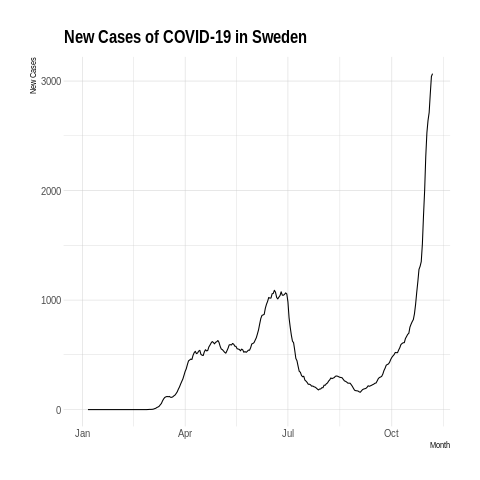 New Cases of COVID-19 in Sweden
New Cases
3000
2000
1000
0
Jan Apr Jul Oct
Month